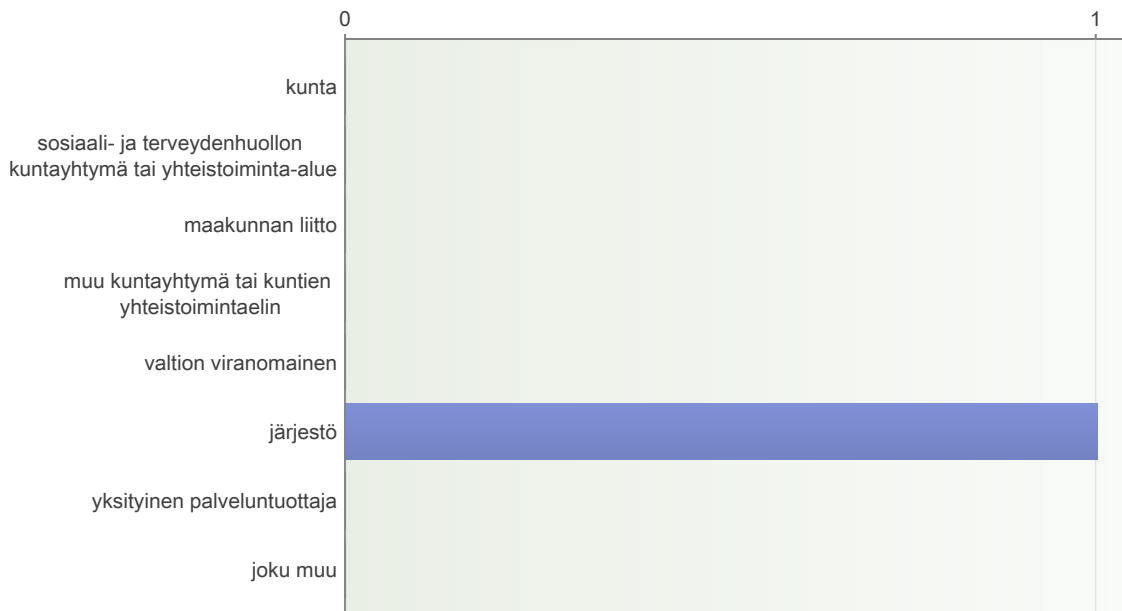 0 1
kunta
sosiaali- ja terveydenhuollon
kuntayhtymä tai yhteistoiminta-alue
maakunnan liitto
muu kuntayhtymä tai kuntien
yhteistoimintaelin
valtion viranomainen
järjestö
yksityinen palveluntuottaja
joku muu